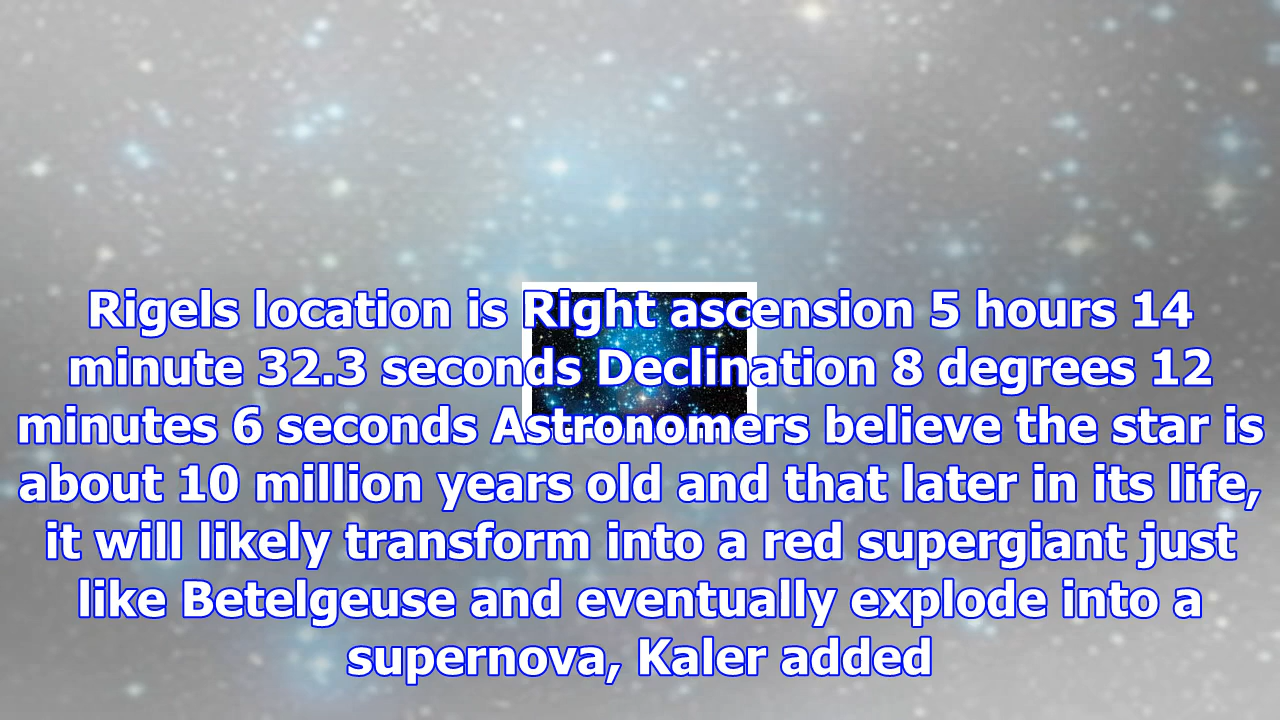 Rigels location is Right ascension 5 hours 14
minute 32.3 seconds Declination 8 degrees 12
minutes 6 seconds Astronomers believe the star is
about 10 million years old and that later in its life,
it will likely transform into a red supergiant just
like Betelgeuse and eventually explode into a
supernova, Kaler added